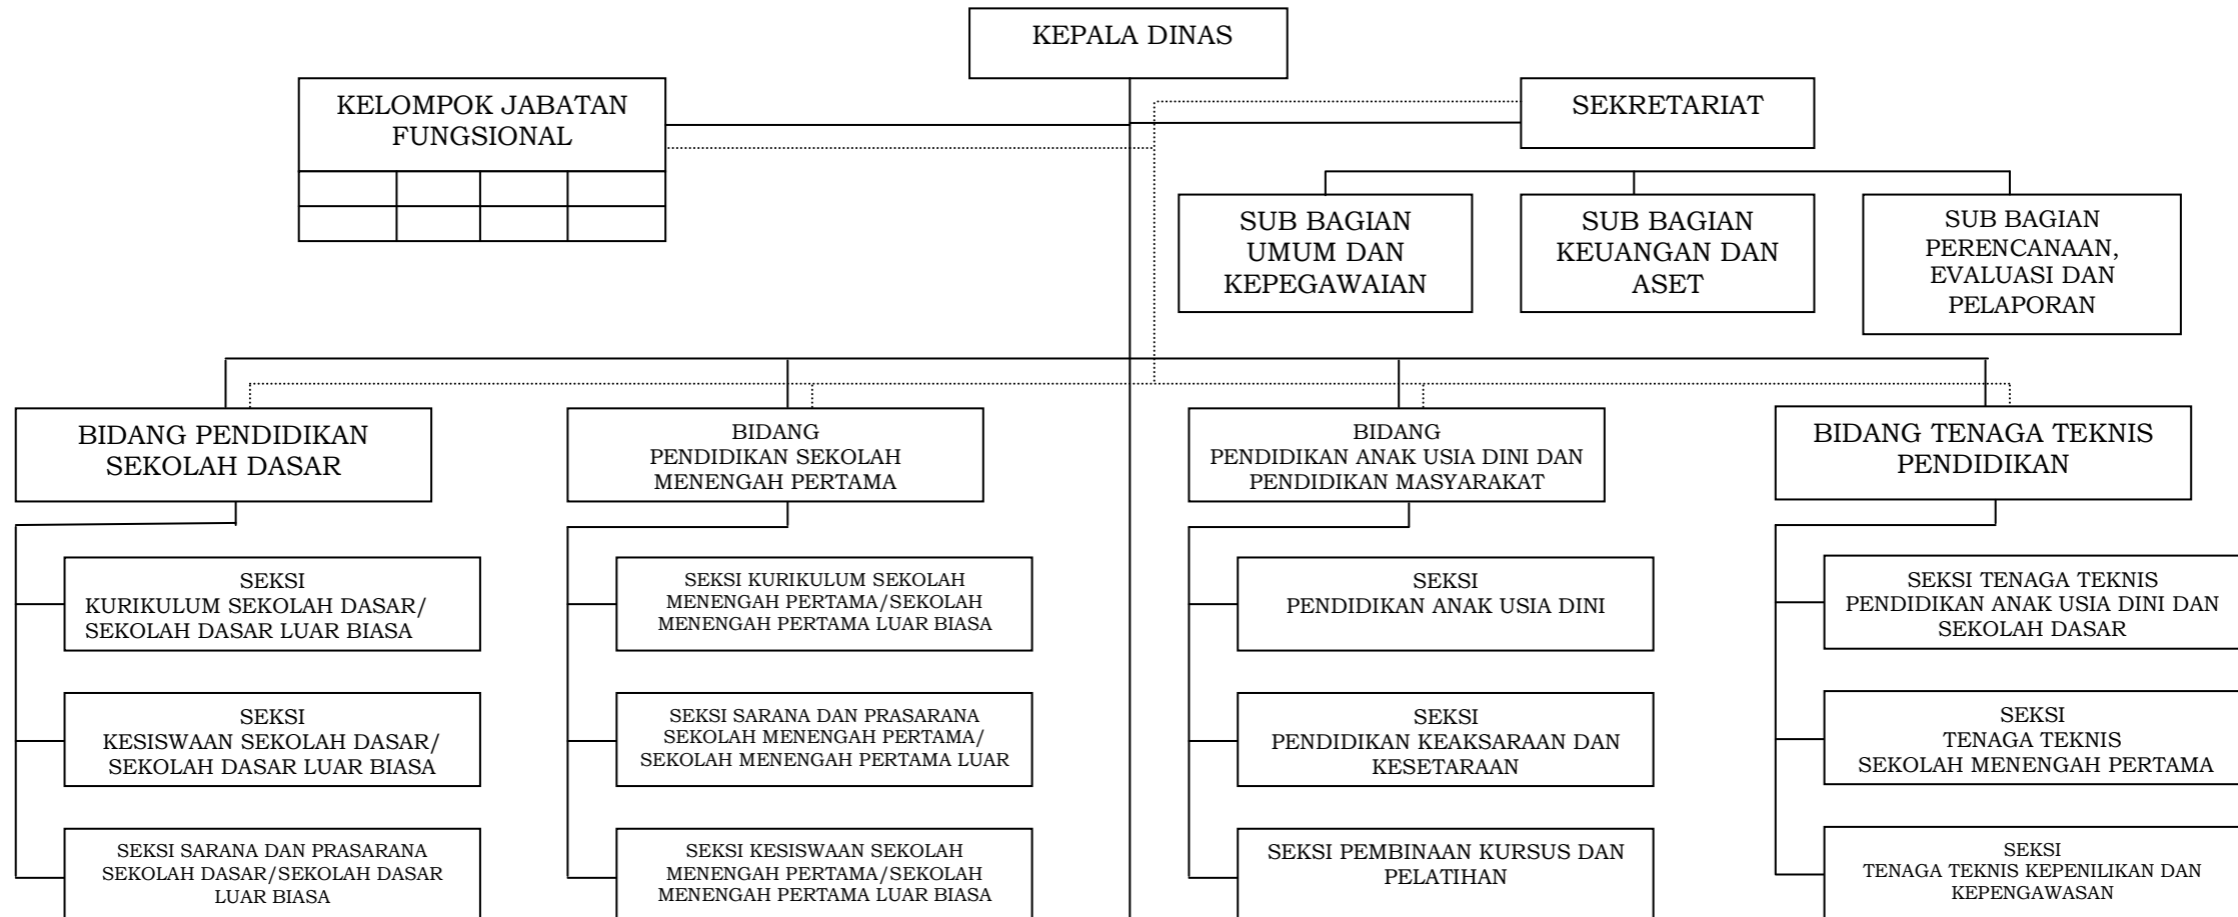 KEPALA DINAS
KELOMPOK JABATAN
FUNGSIONAL
SEKRETARIAT
SUB BAGIAN
UMUM DAN
KEPEGAWAIAN
SUB BAGIAN
KEUANGAN DAN
ASET
SUB BAGIAN
PERENCANAAN,
EVALUASI DAN
PELAPORAN
BIDANG PENDIDIKAN
SEKOLAH DASAR
BIDANG
PENDIDIKAN SEKOLAH
MENENGAH PERTAMA
BIDANG
PENDIDIKAN ANAK USIA DINI DAN
PENDIDIKAN MASYARAKAT
BIDANG TENAGA TEKNIS
PENDIDIKAN
SEKSI
KURIKULUM SEKOLAH DASAR/
SEKOLAH DASAR LUAR BIASA
SEKSI KURIKULUM SEKOLAH
MENENGAH PERTAMA/SEKOLAH
MENENGAH PERTAMA LUAR BIASA
SEKSI
PENDIDIKAN ANAK USIA DINI
SEKSI TENAGA TEKNIS
PENDIDIKAN ANAK USIA DINI DAN
SEKOLAH DASAR
SEKSI
KESISWAAN SEKOLAH DASAR/
SEKOLAH DASAR LUAR BIASA
SEKSI SARANA DAN PRASARANA
SEKOLAH MENENGAH PERTAMA/
SEKOLAH MENENGAH PERTAMA LUAR
SEKSI
PENDIDIKAN KEAKSARAAN DAN
KESETARAAN
SEKSI
TENAGA TEKNIS
SEKOLAH MENENGAH PERTAMA
SEKSI SARANA DAN PRASARANA
SEKOLAH DASAR/SEKOLAH DASAR
LUAR BIASA
SEKSI KESISWAAN SEKOLAH
MENENGAH PERTAMA/SEKOLAH
MENENGAH PERTAMA LUAR BIASA
SEKSI PEMBINAAN KURSUS DAN
PELATIHAN
SEKSI
TENAGA TEKNIS KEPENILIKAN DAN
KEPENGAWASAN